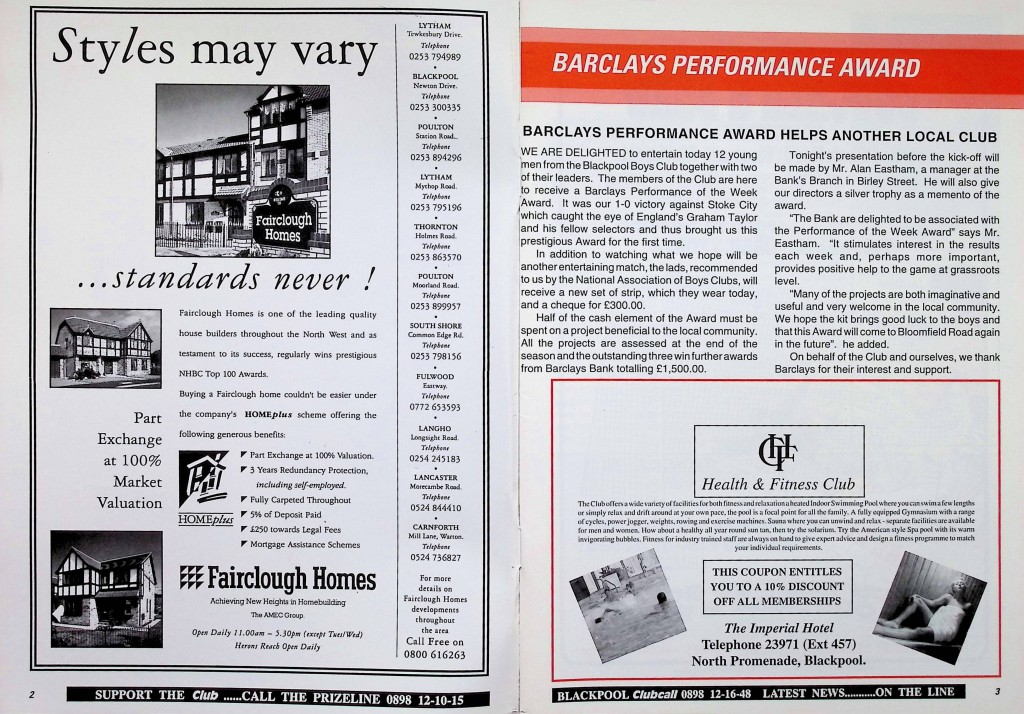 Styles may vary
Fairclough
Homes
...standards never !
Fairclough Homes is one of the leading quality
house builders throughout the North West and as
testament to its success, regularly wins prestigious
NHBC Top 100 Awards.
Buying a Fairclough home couldn't be easier under
the company's HOMEplus scheme offering the
following generous benefits:
Part
Exchange
at 100%
Market
Valuation
HOMEplus
Part Exchange at 100% Valuation.
3 Years Redundancy Protection,
including self-employed.
Fully Carpeted Throughout
5% of Deposit Paid
£250 towards Legal Fees
Mortgage Assistance Schemes
Fairclough Homes
Achieving New Heights in Homebuilding
The AMEC Group.
Open Daily 11.00am – 5.30pm (except Tues/Wed)
Herons Reach Open Daily
LYTHAM
Tewkesbury Drive.
Telephone
0253 794989
•
BLACKPOOL
Newton Drive.
Telephone
0253 300335
•
POULTON
Station Road..
Telephone
0253 894296
•
LYTHAM
Mythop Road.
Telephone
0253 795196
•
THORNTON
Holmes Road.
Telephone
0253 863570
•
POULTON
Moorland Road.
Telephone
0253 899957
•
SOUTH SHORE
Common Edge Rd.
Telephone
0253 798156
•
FULWOOD
Eastway.
Telephone
0772 653593
•
LANGHO
Longsight Road.
Telephone
0254 245183
•
LANCASTER
Morecambe Road.
Telephone
0524 844410
•
CARNFORTH
Mill Lane, Warton.
Telephone
0524 736827
For more
details on
Fairclough Homes
developments
throughout
the area
Call Free on
0800 616263
2
SUPPORT THE Club ......CALL THE PRIZELINE 0898 12-10-15
BARCLAYS PERFORMANCE AWARD
BARCLAYS PERFORMANCE AWARD HELPS ANOTHER LOCAL CLUB
WE ARE DELIGHTED to entertain today 12 young
men from the Blackpool Boys Club together with two
of their leaders. The members of the Club are here
to receive a Barclays Performance of the Week
Award. It was our 1-0 victory against Stoke City
which caught the eye of England's Graham Taylor
and his fellow selectors and thus brought us this
prestigious Award for the first time.
In addition to watching what we hope will be
another entertaining match, the lads, recommended
to us by the National Association of Boys Clubs, will
receive a new set of strip, which they wear today,
and a cheque for £300.00.
Half of the cash element of the Award must be
spent on a project beneficial to the local community.
All the projects are assessed at the end of the
season and the outstanding three win further awards
from Barclays Bank totalling £1,500.00.
Tonight's presentation before the kick-off will
be made by Mr. Alan Eastham, a manager at the
Bank's Branch in Birley Street. He will also give
our directors a silver trophy as a memento of the
award.
"The Bank are delighted to be associated with
the Performance of the Week Award" says Mr.
Eastham. "It stimulates interest in the results
each week and, perhaps more important,
provides positive help to the game at grassroots
level.
"Many of the projects are both imaginative and
useful and very welcome in the local community.
We hope the kit brings good luck to the boys and
that this Award will come to Bloomfield Road again
in the future". he added.
On behalf of the Club and ourselves, we thank
Barclays for their interest and support.
Health & Fitness Club
The Club offers a wide variety of facilities for both fitness and relaxation a heated Indoor Swimming Pool where you can swim a few lengths
or simply relax and drift around at your own pace, the pool is a focal point for all the family. A fully equipped Gymnasium with a range
of cycles, power jogger, weights, rowing and exercise machines. Sauna where you can unwind and relax - separate facilities are available
for men and women. How about a healthy all year round sun tan, then try the solarium. Try the American style Spa pool with its warm
invigorating bubbles. Fitness for industry trained staff are always on hand to give expert advice and design a fitness programme to match
your individual requirements.
THIS COUPON ENTITLES
YOU TO A 10% DISCOUNT
OFF ALL MEMBERSHIPS
The Imperial Hotel
Telephone 23971 (Ext 457)
North Promenade, Blackpool.
BLACKPOOL Clubcall 0898 12-16-48 LATEST NEWS..........ON THE LINE
3